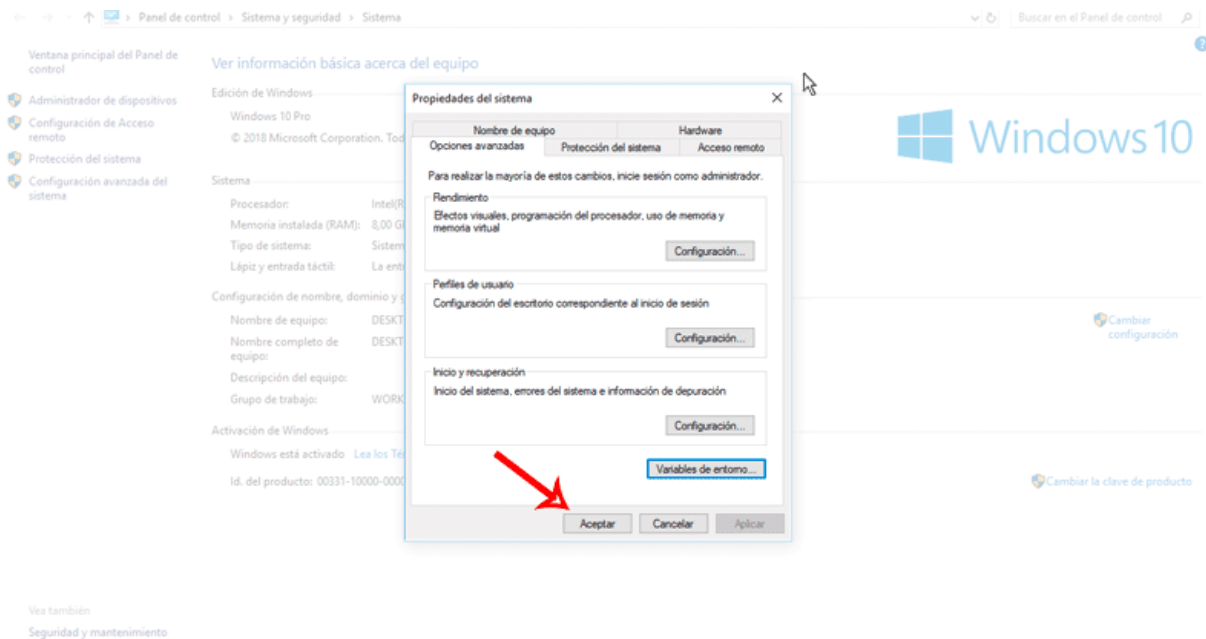 Panel de control › Sistema y seguridad › Sistema
Buscar en el Panel de control
Ventana principal del Panel de
control
Administrador de dispositivos
Configuración de Acceso
remoto
Protección del sistema
Configuración avanzada del
sistema
Ver información básica acerca del equipo
Edición de Windows
Windows 10 Pro
© 2018 Microsoft Corporation. Tod
Windows 10
Sistema
Procesador: Intel(R
Memoria instalada (RAM): 8,00 G
Tipo de sistema: Sistem
Lápiz y entrada táctil: La ent
Configuración de nombre, dominio y g
Nombre de equipo: DESKT
Nombre completo de
equipo:
DESKT
Descripción del equipo:
Grupo de trabajo: WORK
Cambiar
configuración
Activación de Windows
Windows está activado Lea los Té
Id. del producto: 00331-10000-000
Cambiar la clave de producto
Propiedades del sistema
Nombre de equipo Hardware
Opciones avanzadas Protección del sistema Acceso remoto
Para realizar la mayoría de estos cambios, inicie sesión como administrador.
Rendimiento
Efectos visuales, programación del procesador, uso de memoria y
memoria virtual
Configuración...
Perfiles de usuario
Configuración del escritorio correspondiente al inicio de sesión
Configuración...
Inicio y recuperación
Inicio del sistema, errores del sistema e información de depuración
Configuración...
Variables de entorno...
Aceptar Cancelar Aplicar
Vea también
Seguridad y mantenimiento